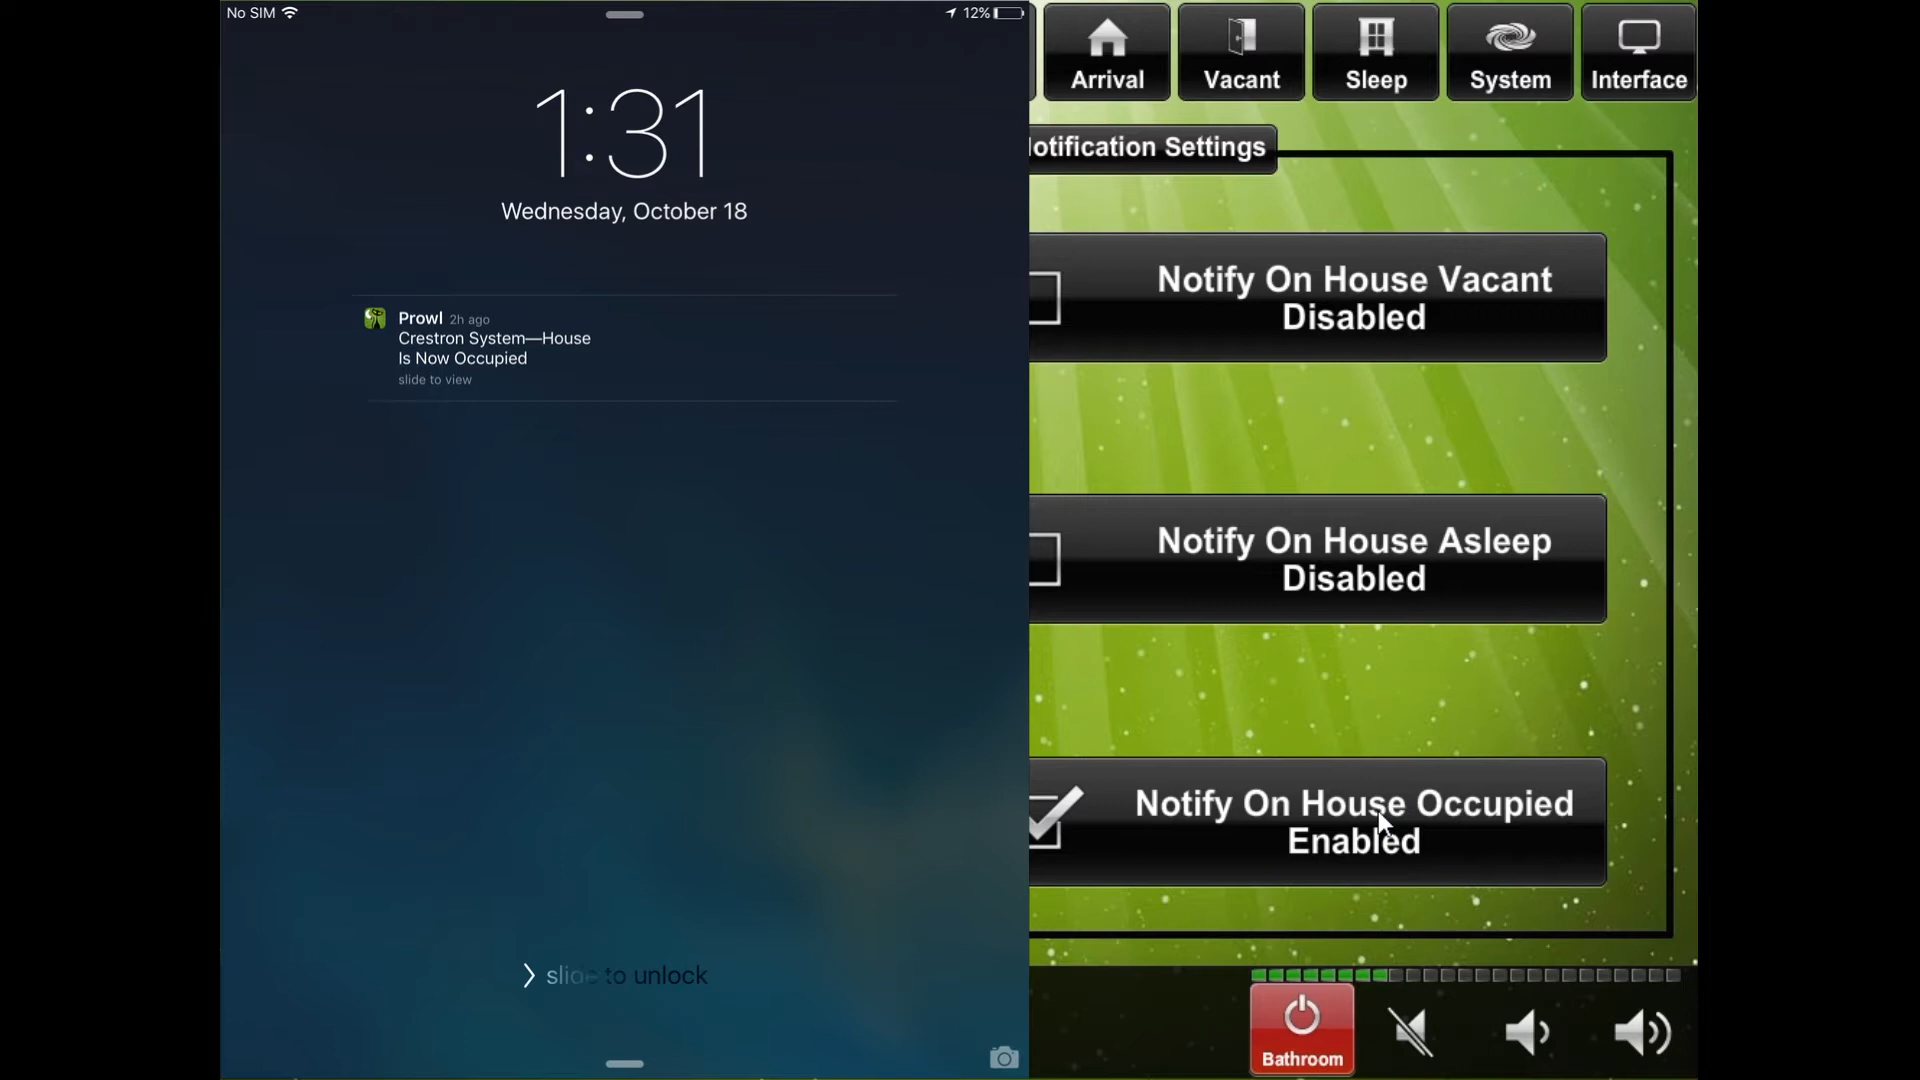 No SIM
12%
1:31
Wednesday, October 18
Prowl 2h ago
Crestron System—House
Is Now Occupied
slide to view
slide to unlock
Arrival
Vacant
Sleep
System
Interface
otification Settings
Notify On House Vacant
Disabled
Notify On House Asleep
Disabled
Notify On House Occupied
Enabled
Bathroom